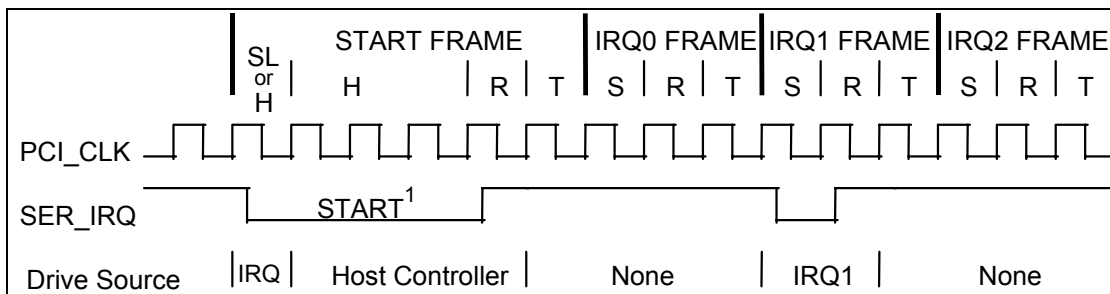 START FRAME IRQ0 FRAME IRQ1 FRAME IRQ2 FRAME
SL
or
H
H R T S R T S R T S R T
PCI_CLK
SER_IRQ START1
Drive Source IRQ Host Controller None IRQ1 None